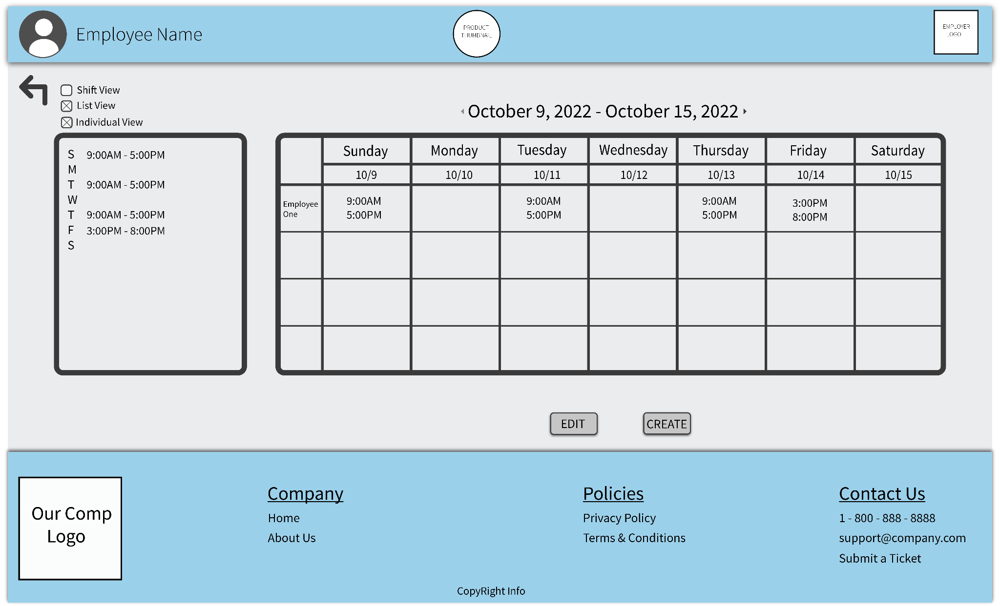 Employee Name
PRODUCT
THUMBNAIL
EMPLOYER
LOGO
Shift View
List View
Individual View
October 9, 2022 - October 15, 2022
S 9:00AM - 5:00PM
M
T 9:00AM - 5:00PM
W
T 9:00AM - 5:00PM
F 3:00PM - 8:00PM
S
Sunday Monday Tuesday Wednesday Thursday Friday Saturday
10/9 10/10 10/11 10/12 10/13 10/14 10/15
Employee
One
9:00AM
5:00PM
9:00AM
5:00PM
9:00AM
5:00PM
3:00PM
8:00PM
EDIT
CREATE
Our Comp
Logo
Company
Home
About Us
Policies
Privacy Policy
Terms & Conditions
Contact Us
1 - 800 - 888 - 8888
support@company.com
Submit a Ticket
CopyRight Info